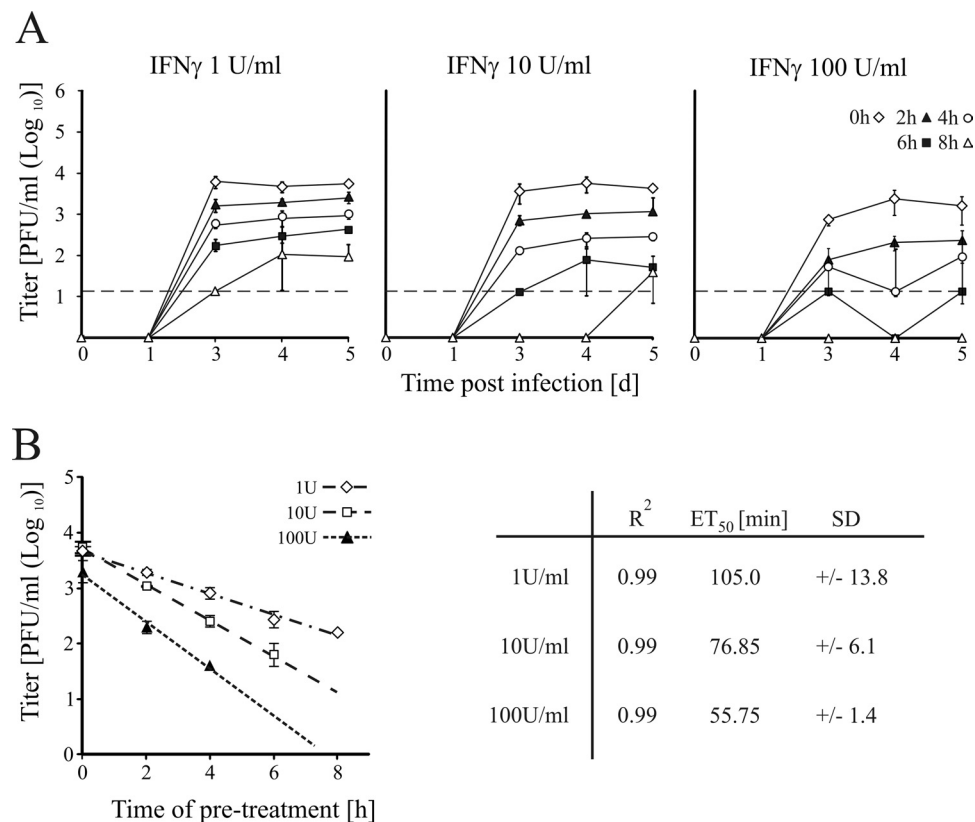 A
IFNγ 1 U/ml
IFNγ 10 U/ml
IFNγ 100 U/ml
0h 2h 4h
6h 8h
Titer [PFU/ml (Log 10)]
6
5
4
3
2
1
0 1 3 4 5
0 1 3 4 5
0 1 3 4 5
Time post infection [d]
B
1U
10U
100U
Titer [PFU/ml (Log 10)]
5
4
3
2
1
0
0 2 4 6 8
Time of pre-treatment [h]
R2 ET50 [min] SD
1U/ml 0.99 105.0 +/- 13.8
10U/ml 0.99 76.85 +/- 6.1
100U/ml 0.99 55.75 +/- 1.4